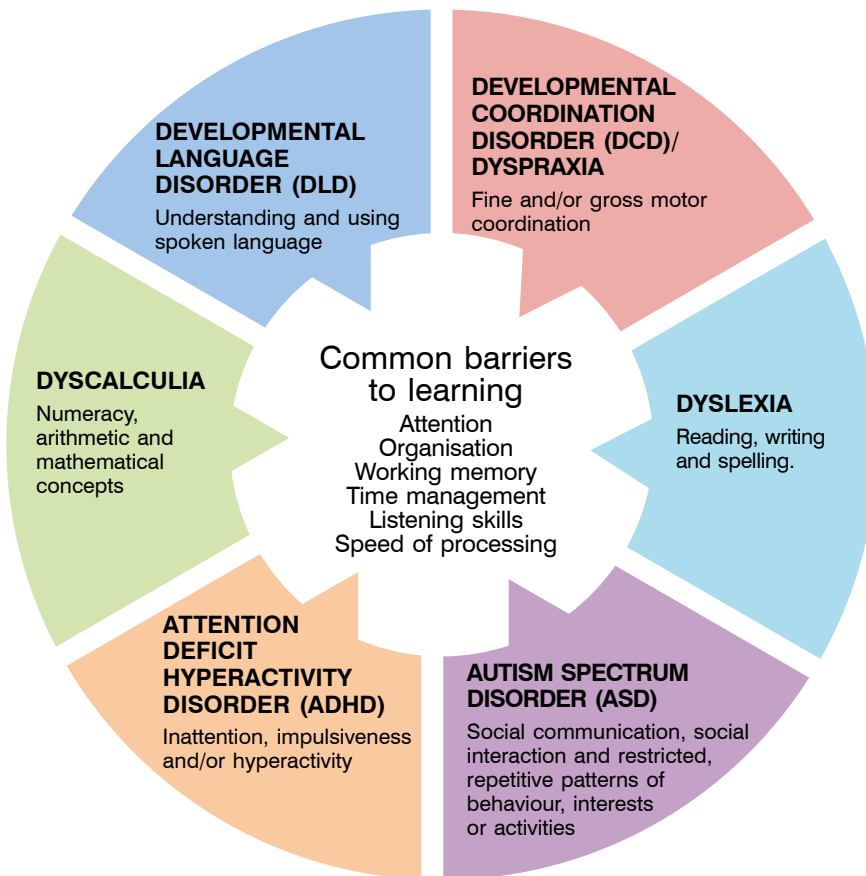 DEVELOPMENTAL
LANGUAGE
DISORDER (DLD)
Understanding and using
spoken language
DEVELOPMENTAL
COORDINATION
DISORDER (DCD)/
DYSPRAXIA
Fine and/or gross motor
coordination
DYSCALCULIA
Numeracy,
arithmetic and
mathematical
concepts
Common barriers
to learning
Attention
Organisation
Working memory
Time management
Listening skills
Speed of processing
DYSLEXIA
Reading, writing
and spelling.
ATTENTION
DEFICIT
HYPERACTIVITY
DISORDER (ADHD)
Inattention, impulsiveness
and/or hyperactivity
AUTISM SPECTRUM
DISORDER (ASD)
Social communication, social
interaction and restricted,
repetitive patterns of
behaviour, interests
or activities